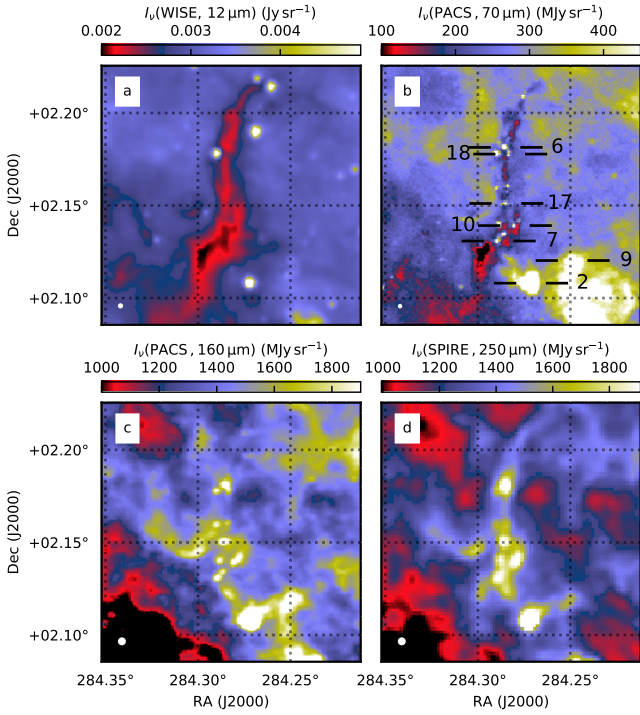 Iν(WISE, 12 μm) (Jy sr⁻¹)
0.002 0.003 0.004
Iν(PACS, 70 μm) (MJy sr⁻¹)
100 200 300 400
a
b
+02.20°
+02.15°
+02.10°
Dec (J2000)
18
6
17
10
7
9
2
Iν(PACS, 160 μm) (MJy sr⁻¹)
1000 1200 1400 1600 1800
Iν(SPIRE, 250 μm) (MJy sr⁻¹)
1000 1200 1400 1600 1800
c
d
+02.20°
+02.15°
+02.10°
Dec (J2000)
284.35° 284.30° 284.25°
RA (J2000)
284.35° 284.30° 284.25°
RA (J2000)